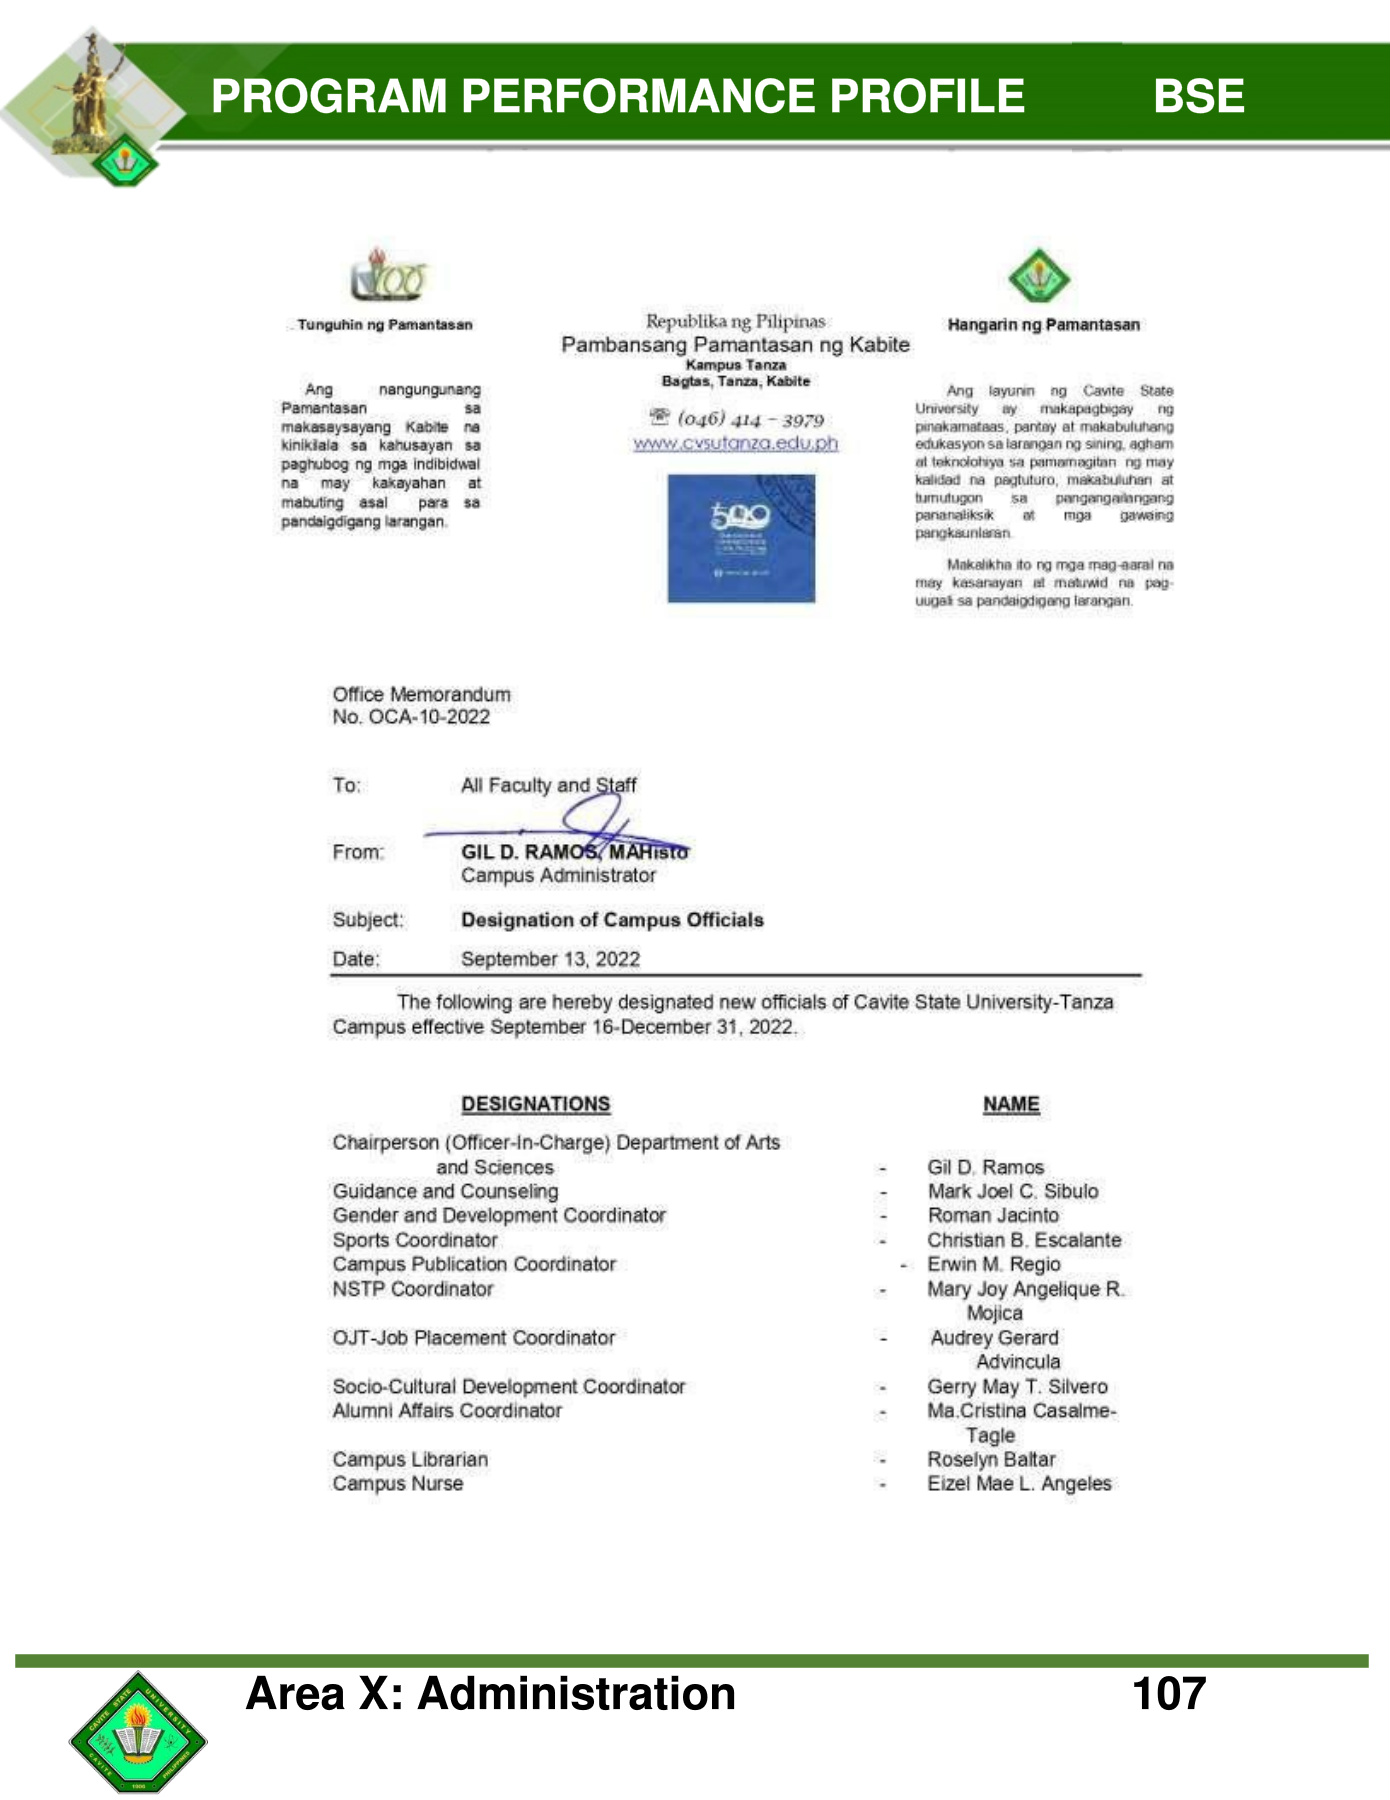 PROGRAM PERFORMANCE PROFILE BSE
Tunguhin ng Pamantasan
Ang nangungunang
Pamantasan sa
makasaysayang Kabite na
kinikilala sa kahusayan sa
paghubog ng mga indibidwal
na may kakayahan at
mabuting asal para sa
pandaigdigang larangan.
Republika ng Pilipinas
Pambansang Pamantasan ng Kabite
Kampus Tanza
Bagtas, Tanza, Kabite
☏ (046) 414 – 3979
www.cvsutanza.edu.ph
500
Hangarin ng Pamantasan
Ang layunin ng Cavite State
University ay makapagbigay ng
pinakamataas, pantay at makabuluhang
edukasyon sa larangan ng sining, agham
at teknolohiya sa pamamagitan ng may
kalidad na pagtuturo, makabuluhan at
tumutugon sa pangangailangang
pananaliksik at mga gawaing
pangkaunlaran.
Makalikha ito ng mga mag-aaral na
may kasanayan at matuwid na pag-
uugali sa pandaigdigang larangan.
Office Memorandum
No. OCA-10-2022
To: All Faculty and Staff
From: GIL D. RAMOS, MAHisto
Campus Administrator
Subject: Designation of Campus Officials
Date: September 13, 2022
The following are hereby designated new officials of Cavite State University-Tanza
Campus effective September 16-December 31, 2022.
DESIGNATIONS NAME
Chairperson (Officer-In-Charge) Department of Arts
and Sciences - Gil D. Ramos
Guidance and Counseling - Mark Joel C. Sibulo
Gender and Development Coordinator - Roman Jacinto
Sports Coordinator - Christian B. Escalante
Campus Publication Coordinator - Erwin M. Regio
NSTP Coordinator - Mary Joy Angelique R.
Mojica
OJT-Job Placement Coordinator - Audrey Gerard
Advincula
Socio-Cultural Development Coordinator - Gerry May T. Silvero
Alumni Affairs Coordinator - Ma.Cristina Casalme-
Tagle
Campus Librarian - Roselyn Baltar
Campus Nurse - Eizel Mae L. Angeles
Area X: Administration 107
CAVITE STATE UNIVERSITY
CAVITE PHILIPPINES
1906